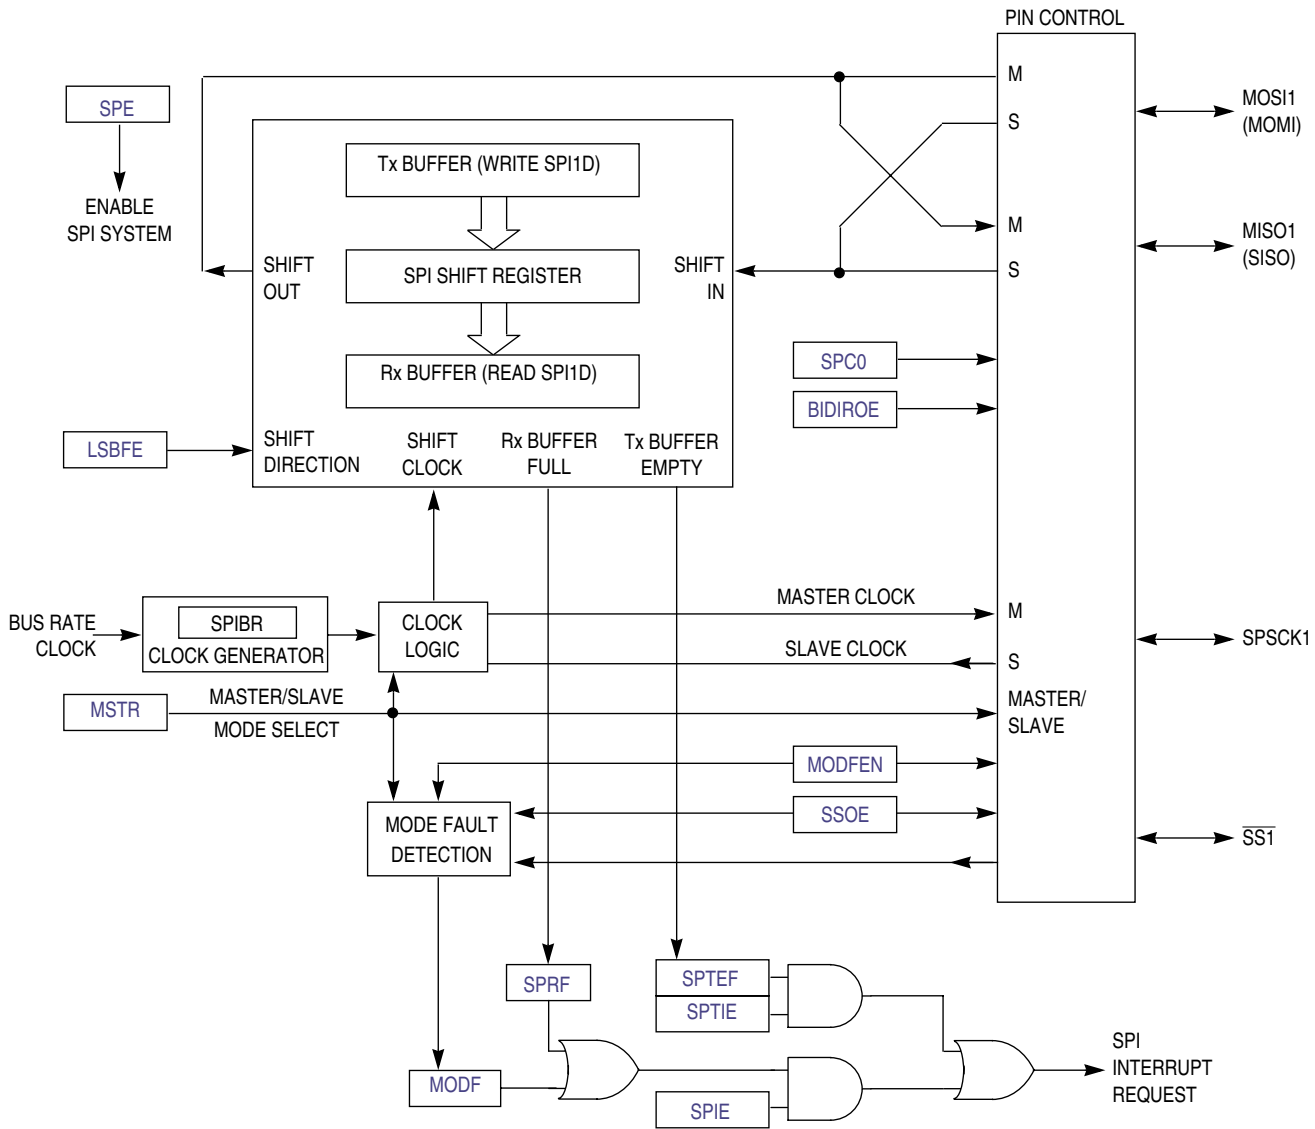 PIN CONTROL
M
SPE
MOSI1
(MOMI)
S
Tx BUFFER (WRITE SPI1D)
ENABLE
SPI SYSTEM
M
MISO1
(SISO)
SHIFT
OUT
SPI SHIFT REGISTER
SHIFT
IN
S
SPC0
Rx BUFFER (READ SPI1D)
BIDIROE
LSBFE
SHIFT
DIRECTION
SHIFT
CLOCK
Rx BUFFER
FULL
Tx BUFFER
EMPTY
MASTER CLOCK
M
BUS RATE
CLOCK
SPIBR
CLOCK GENERATOR
CLOCK
LOGIC
SLAVE CLOCK
S
SPSCK1
MSTR
MASTER/SLAVE
MODE SELECT
MASTER/
SLAVE
MODFEN
SSOE
MODE FAULT
DETECTION
SS1
SPRF
SPTEF
SPTIE
MODF
SPIE
SPI
INTERRUPT
REQUEST